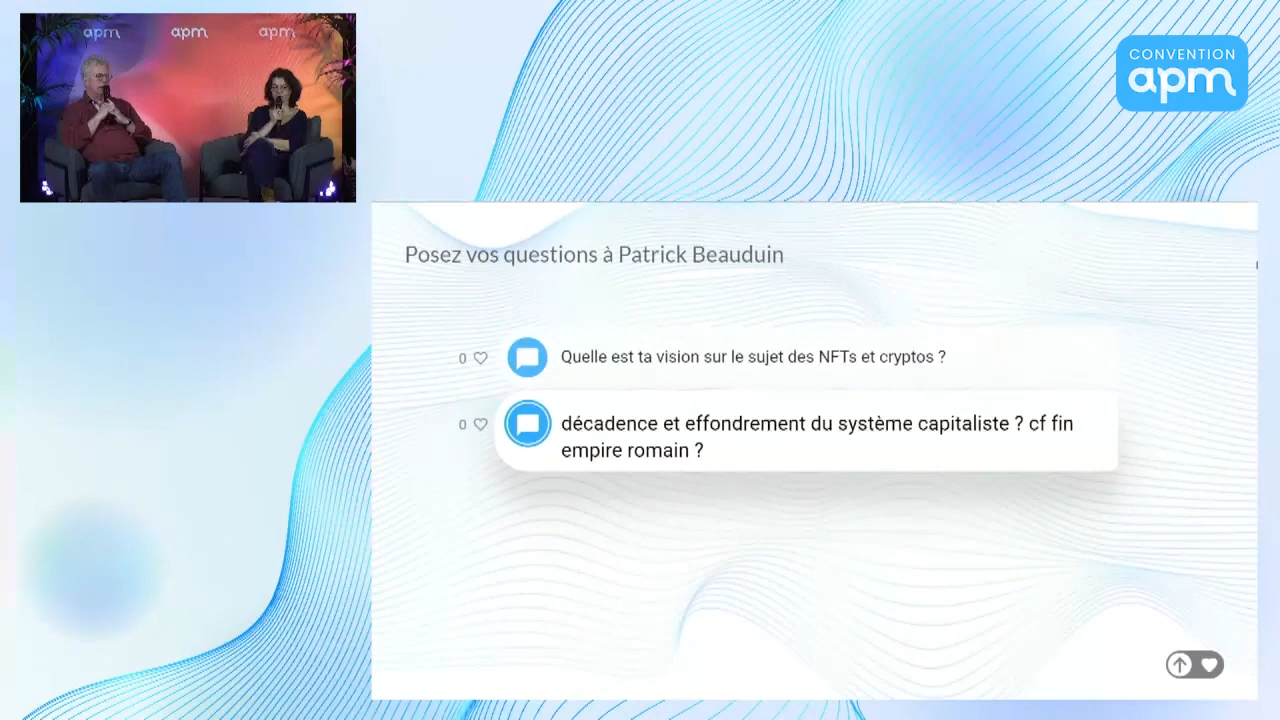 apm apm apm
CONVENTION
apm
Posez vos questions à Patrick Beauduin
0 Quelle est ta vision sur le sujet des NFTs et cryptos ?
0 décadence et effondrement du système capitaliste ? cf fin
empire romain ?